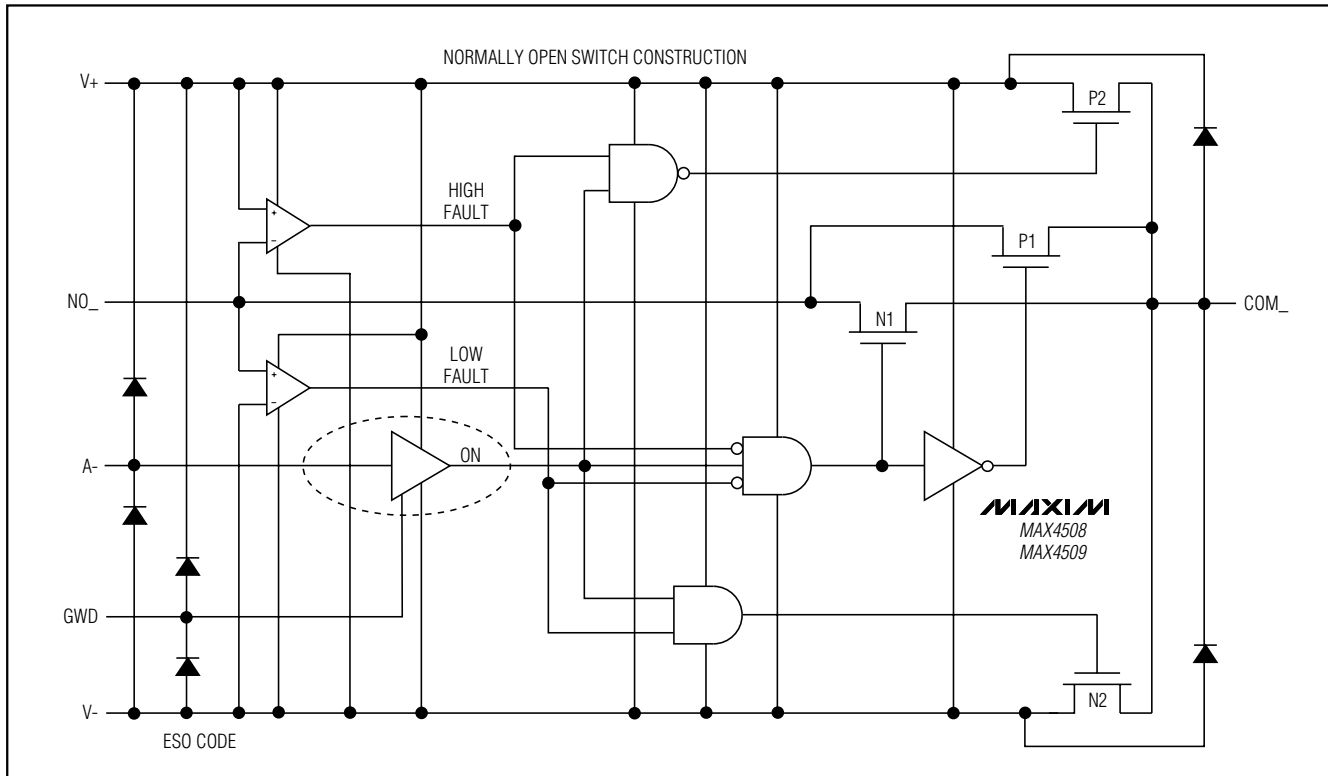 NORMALLY OPEN SWITCH CONSTRUCTION
V+
P2
HIGH
FAULT
+
−
P1
NO_
COM_
N1
LOW
FAULT
+
−
A-
ON
MAXIM
MAX4508
MAX4509
GWD
N2
V-
ESO CODE